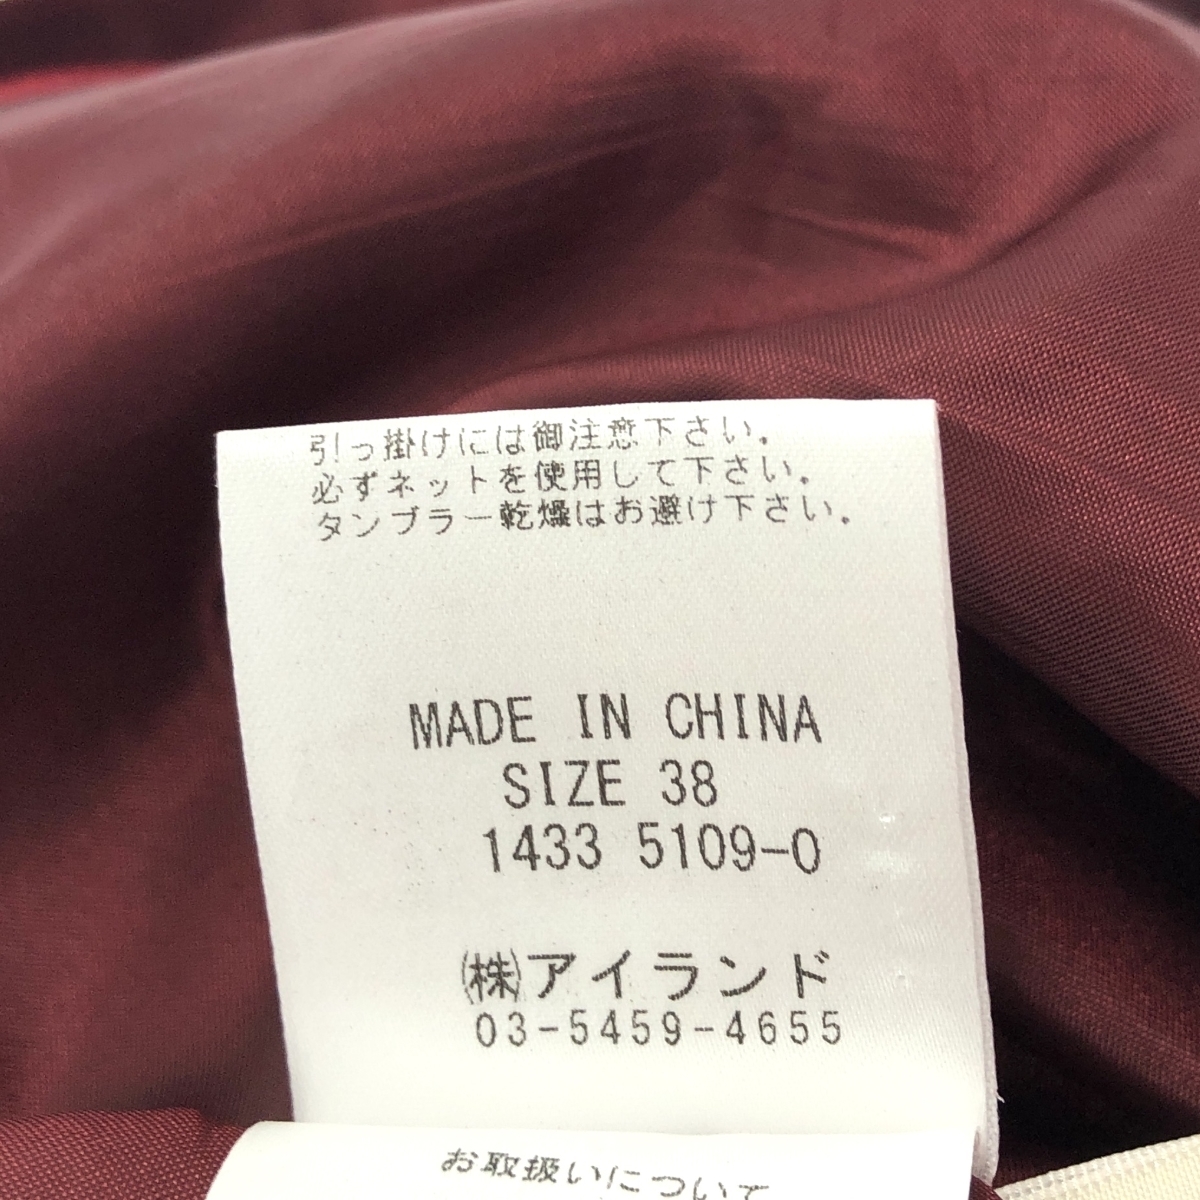 引っ掛けには御注意下さい。
必ずネットを使用して下さい。
タンブラー乾燥はお避け下さい。
MADE IN CHINA
SIZE 38
1433 5109-0
(株)アイランド
03-5459-4655
お取扱いについて